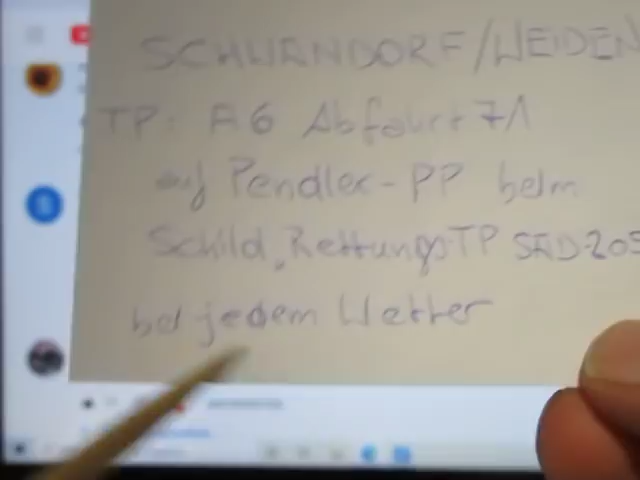 SCHWANDORF/WEIDEN
TP: A6 Abfahrt 71
auf Pendler-PP beim
Schild „RettungsTP SAD-205
bei jedem Wetter